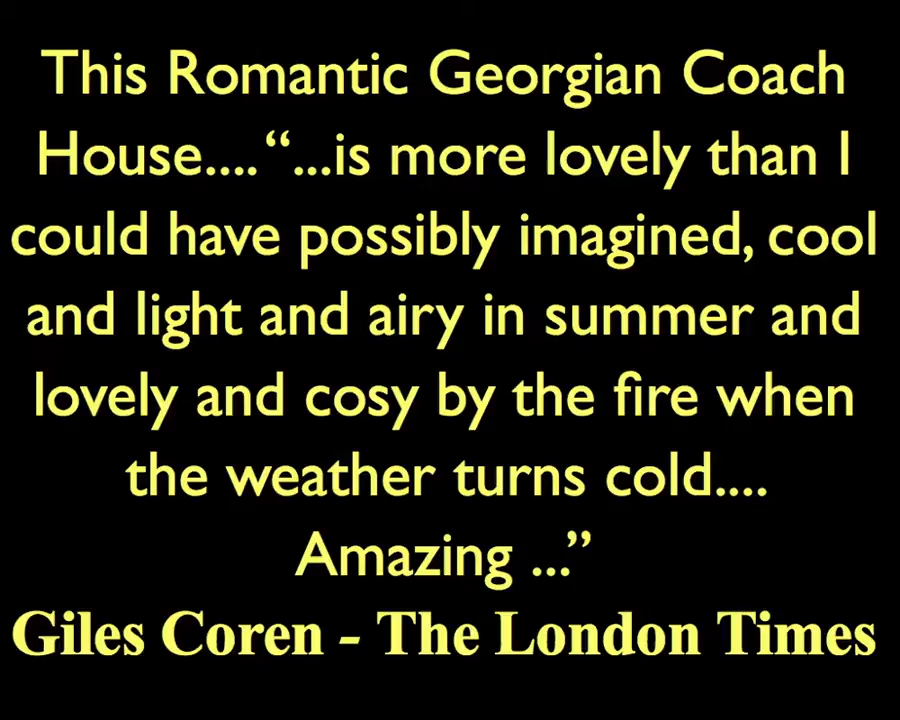 This Romantic Georgian Coach
House.... “...is more lovely than I
could have possibly imagined, cool
and light and airy in summer and
lovely and cosy by the fire when
the weather turns cold....
Amazing ...”
Giles Coren - The London Times